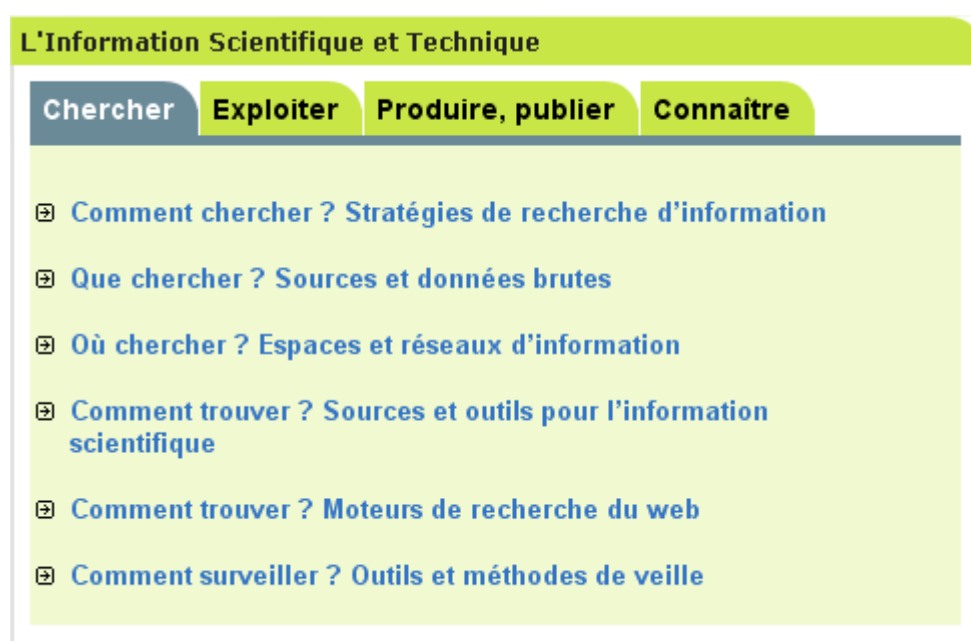 L'Information Scientifique et Technique
Chercher Exploiter Produire, publier Connaître
Comment chercher ? Stratégies de recherche d’information
Que chercher ? Sources et données brutes
Où chercher ? Espaces et réseaux d’information
Comment trouver ? Sources et outils pour l’information
scientifique
Comment trouver ? Moteurs de recherche du web
Comment surveiller ? Outils et méthodes de veille